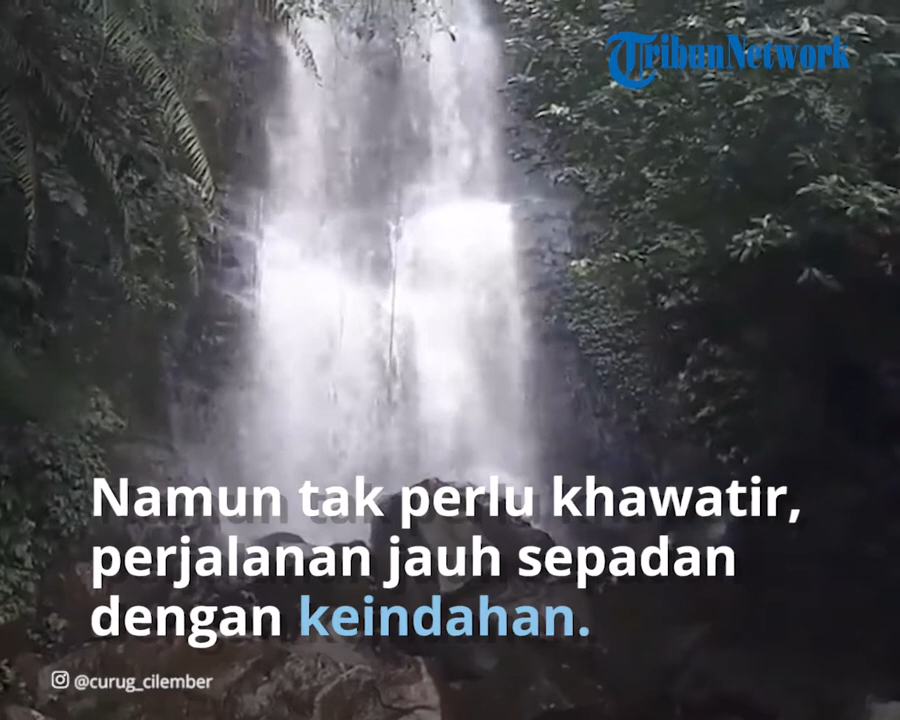 TribunNetwork
Namun tak perlu khawatir,
perjalanan jauh sepadan
dengan keindahan.
@curug_cilember